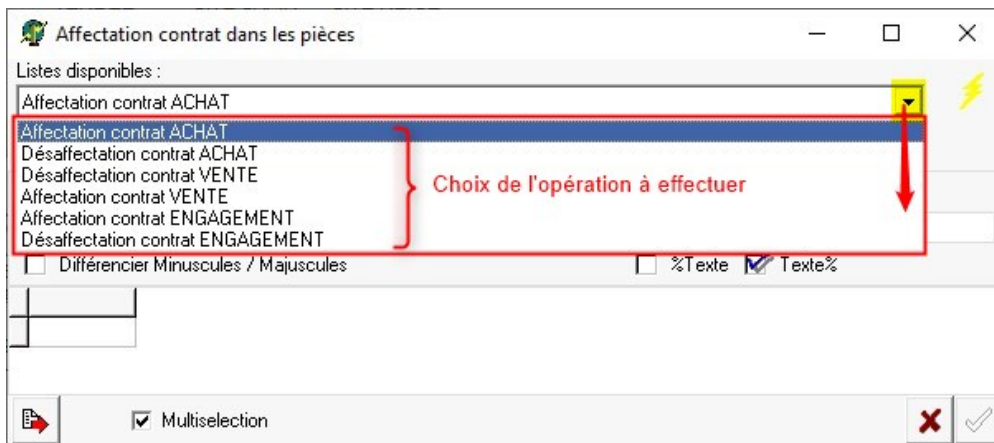 Affectation contrat dans les pièces
Listes disponibles :
Affectation contrat ACHAT
Affectation contrat ACHAT
Désaffectation contrat ACHAT
Désaffectation contrat VENTE
Affectation contrat VENTE
Affectation contrat ENGAGEMENT
Désaffectation contrat ENGAGEMENT
Choix de l'opération à effectuer
Différencier Minuscules / Majuscules %Texte Texte%
Multiselection